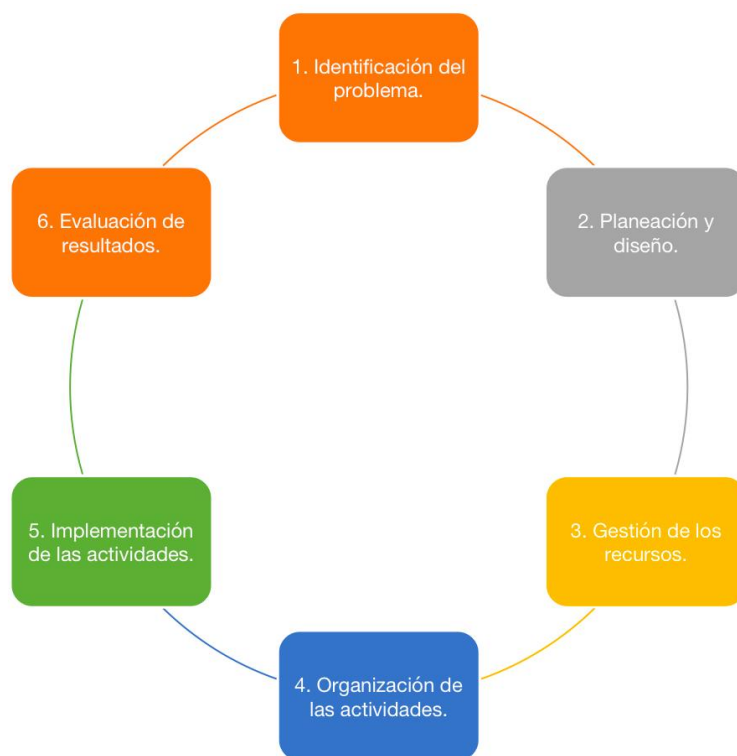 1. Identificación del
problema.
2. Planeación y
diseño.
3. Gestión de los
recursos.
4. Organización de
las actividades.
5. Implementación
de las actividades.
6. Evaluación de
resultados.